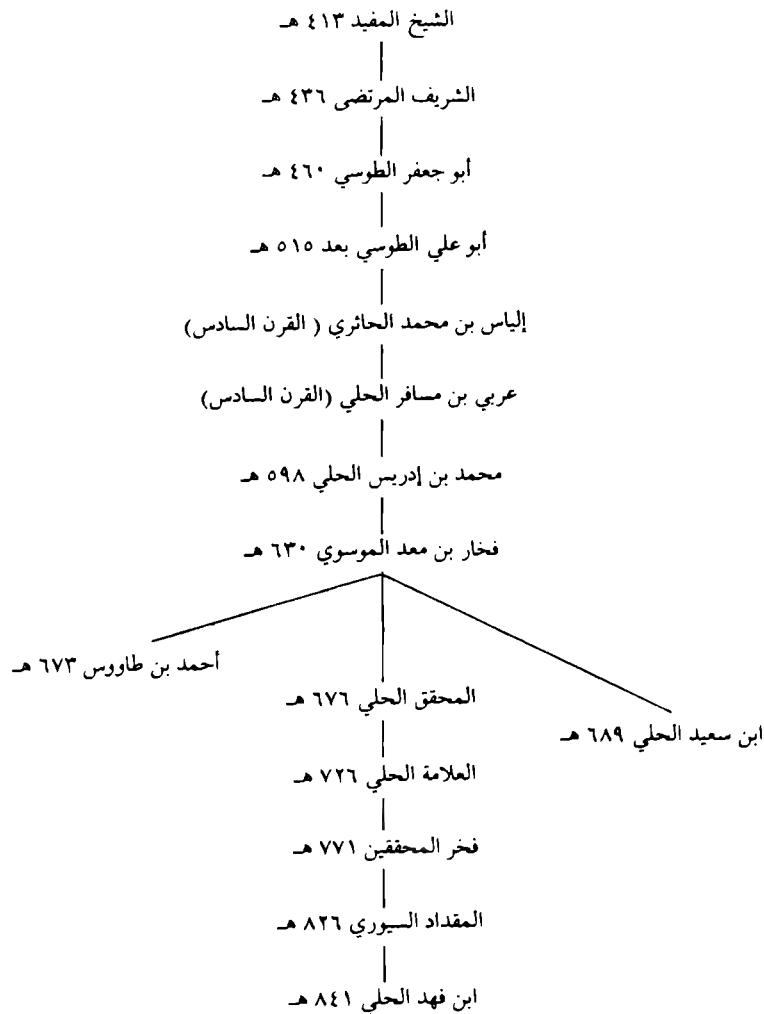 الشيخ المفيد ٤١٣ هـ
الشريف المرتضى ٤٣٦ هـ
أبو جعفر الطوسي ٤٦٠ هـ
أبو علي الطوسي بعد ٥١٥ هـ
إلياس بن محمد الحائري ( القرن السادس)
عربي بن مسافر الحلي (القرن السادس)
محمد بن إدريس الحلي ٥٩٨ هـ
فخار بن معد الموسوي ٦٣٠ هـ
أحمد بن طاووس ٦٧٣ هـ
المحقق الحلي ٦٧٦ هـ
ابن سعيد الحلي ٦٨٩ هـ
العلامة الحلي ٧٢٦ هـ
فخر المحققين ٧٧١ هـ
المقداد السيوري ٨٢٦ هـ
ابن فهد الحلي ٨٤١ هـ